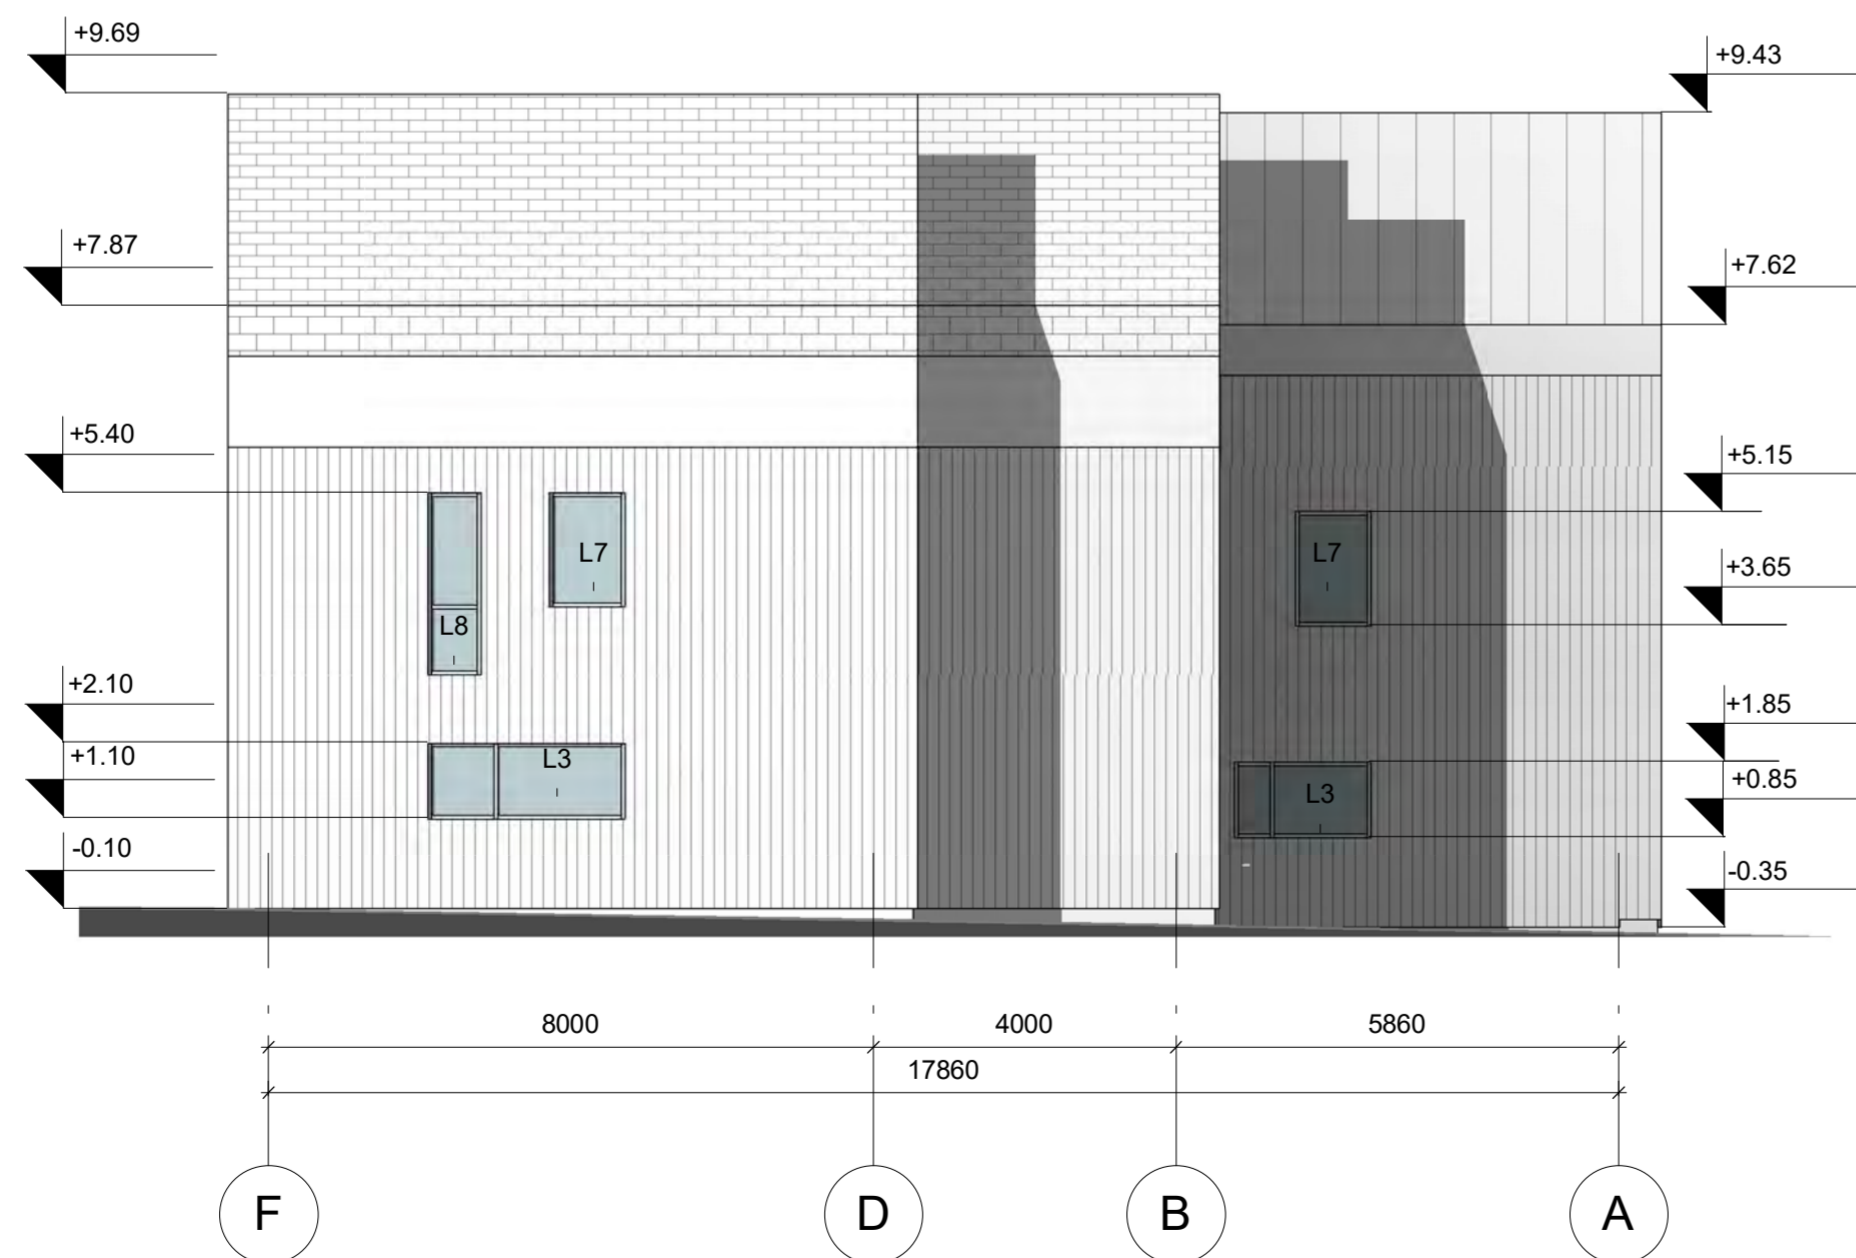 +9.69
+9.43
+7.87
+7.62
+5.40
+5.15
L7
L7
+3.65
L8
+2.10
+1.85
+1.10
L3
+0.85
L3
-0.10
-0.35
8000
4000
5860
17860
F
D
B
A